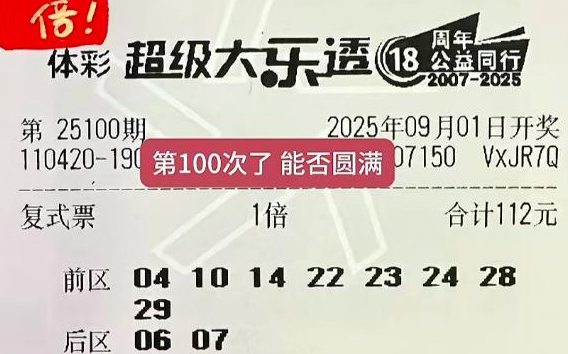 倍!
体彩 超级大乐透 18周年 公益同行 2007-2025
第 25100期 2025年09月01日开奖
110420-190 07150 VxJR7Q
第100次了 能否圆满
复式票 1倍 合计112元
前区 04 10 14 22 23 24 28
29
后区 06 07